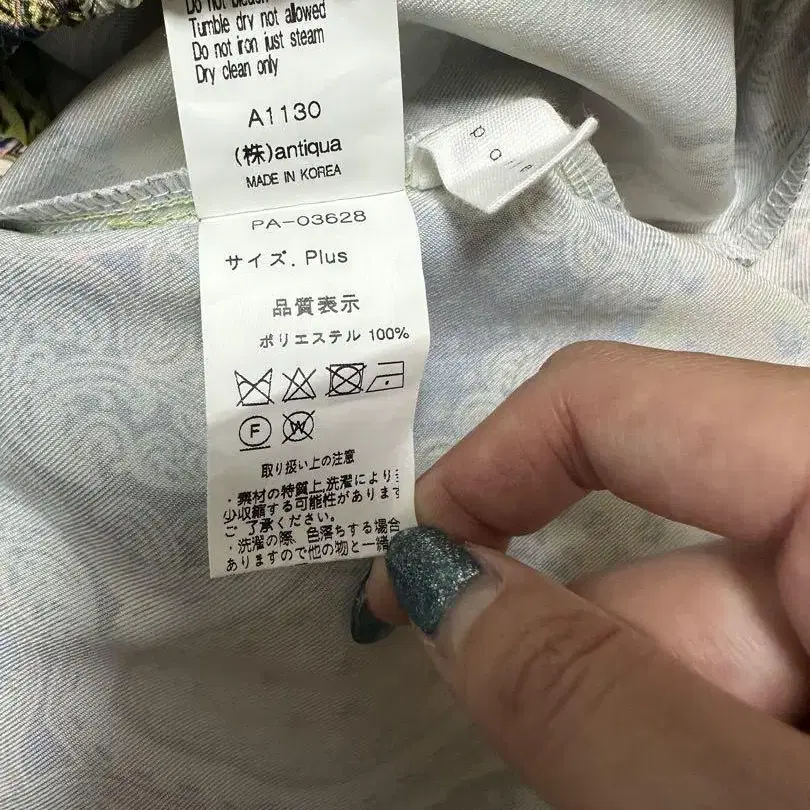 Do not bleach
Tumble dry not allowed
Do not iron just steam
Dry clean only
A1130
(株)antiqua
MADE IN KOREA
PA-03628
サイズ. Plus
品質表示
ポリエステル 100%
F
W
取り扱い上の注意
・素材の特質上,洗濯により多
少収縮する可能性があります
ご了承ください。
・洗濯の際、色落ちする場合
ありますので他の物と一緒